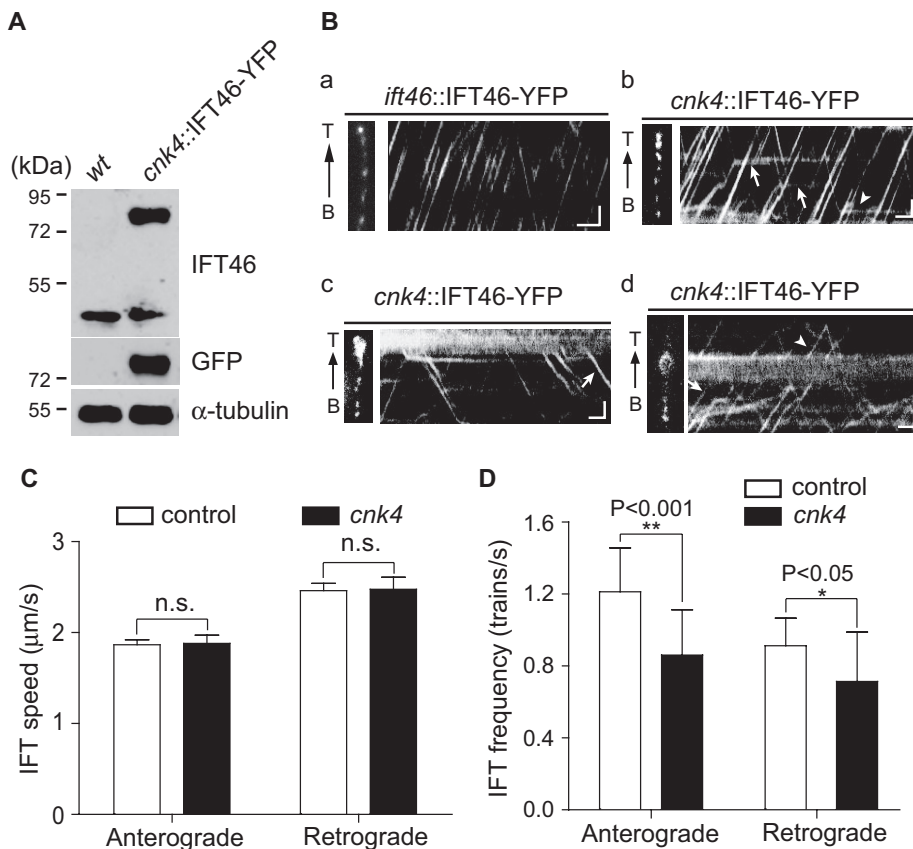 A
wt
cnk4::IFT46-YFP
(kDa)
95
72
55
IFT46
72
GFP
55
α-tubulin
B
a
ift46::IFT46-YFP
T
B
b
cnk4::IFT46-YFP
T
B
c
cnk4::IFT46-YFP
T
B
d
cnk4::IFT46-YFP
T
B
C
control
cnk4
IFT speed (μm/s)
3
2
1
0
n.s.
n.s.
Anterograde
Retrograde
D
control
cnk4
IFT frequency (trains/s)
1.6
1.2
0.8
0.4
0.0
P<0.001
**
P<0.05
*
Anterograde
Retrograde